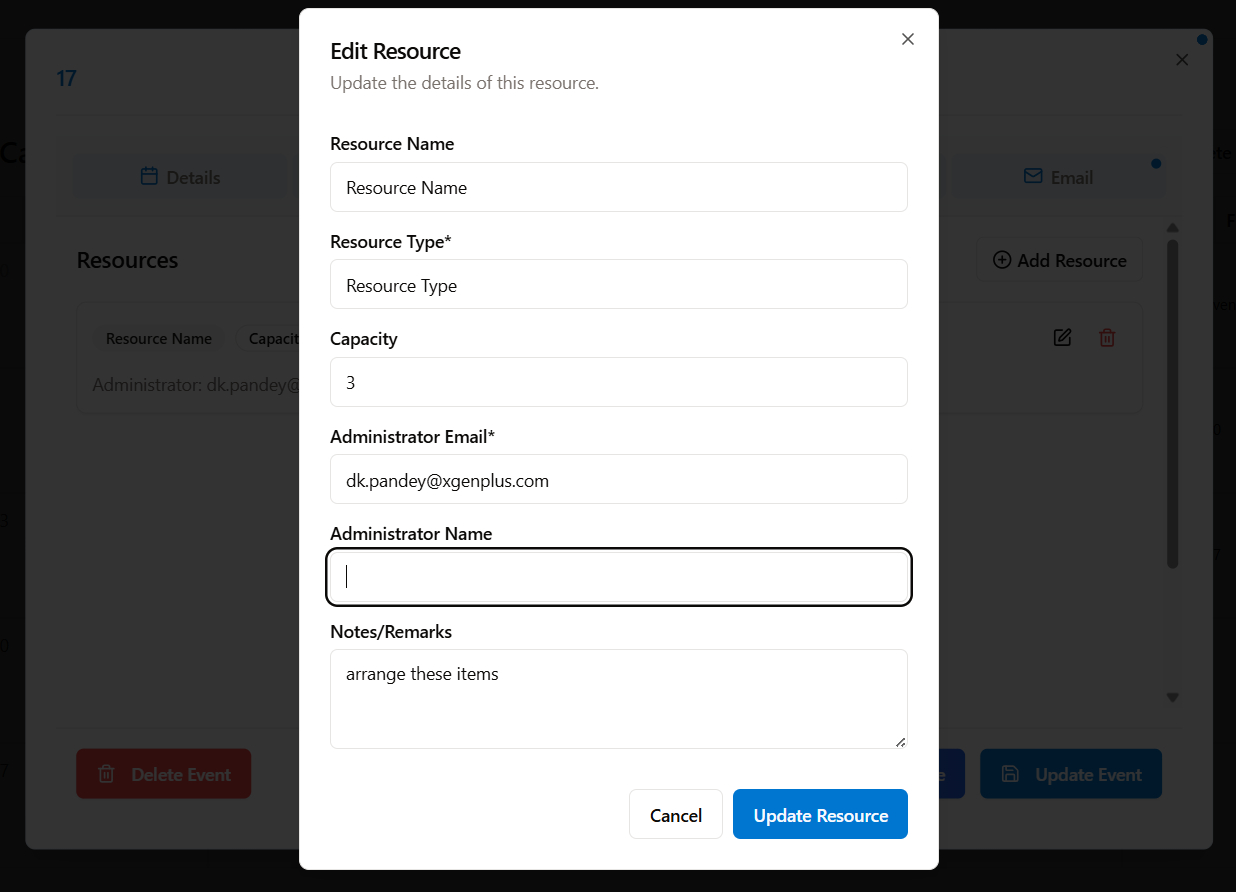 Edit Resource
Update the details of this resource.
17
Details
Email
Resources
Add Resource
Resource Name
Administrator: dk.pandey@
Resource Name
Resource Name
Resource Type*
Resource Type
Capacity
3
Administrator Email*
dk.pandey@xgenplus.com
Administrator Name
Notes/Remarks
arrange these items
Cancel
Update Resource
Delete Event
Update Event